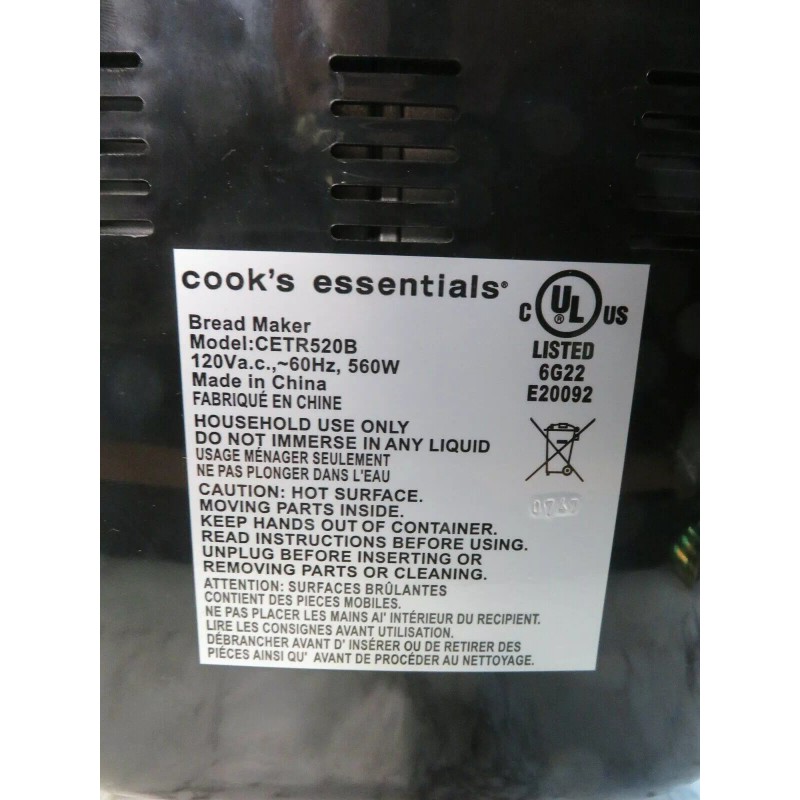 cook's essentials®
Bread Maker
Model:CETR520B
120Va.c.,~60Hz, 560W
Made in China
FABRIQUÉ EN CHINE
HOUSEHOLD USE ONLY
DO NOT IMMERSE IN ANY LIQUID
USAGE MÉNAGER SEULEMENT
NE PAS PLONGER DANS L'EAU
CAUTION: HOT SURFACE.
MOVING PARTS INSIDE.
KEEP HANDS OUT OF CONTAINER.
READ INSTRUCTIONS BEFORE USING.
UNPLUG BEFORE INSERTING OR
REMOVING PARTS OR CLEANING.
ATTENTION: SURFACES BRÛLANTES
CONTIENT DES PIECES MOBILES.
NE PAS PLACER LES MAINS AI' INTÉRIEUR DU RECIPIENT.
LIRE LES CONSIGNES AVANT UTILISATION.
DÉBRANCHER AVANT D' INSÉRER OU DE RETIRER DES
PIÈCES AINSI QU' AVANT DE PROCÉDER AU NETTOYAGE.
C UL® US
LISTED
6G22
E20092